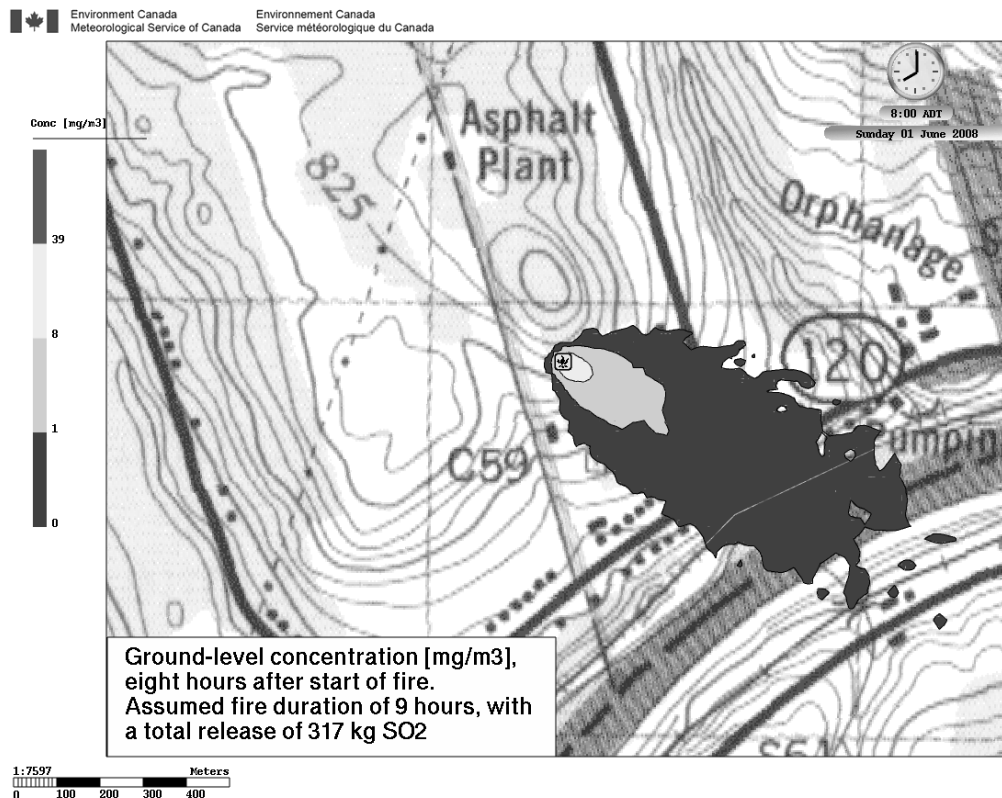 Environment Canada
Meteorological Service of Canada
Environnement Canada
Service météorologique du Canada
8:00 ADT
Sunday 01 June 2008
Conc [mg/m3]
39
8
1
0
Asphalt
Plant
825
Orphanage
120
C59
Pumping
Ground-level concentration [mg/m3],
eight hours after start of fire.
Assumed fire duration of 9 hours, with
a total release of 317 kg SO2
1:7597
Meters
0 100 200 300 400